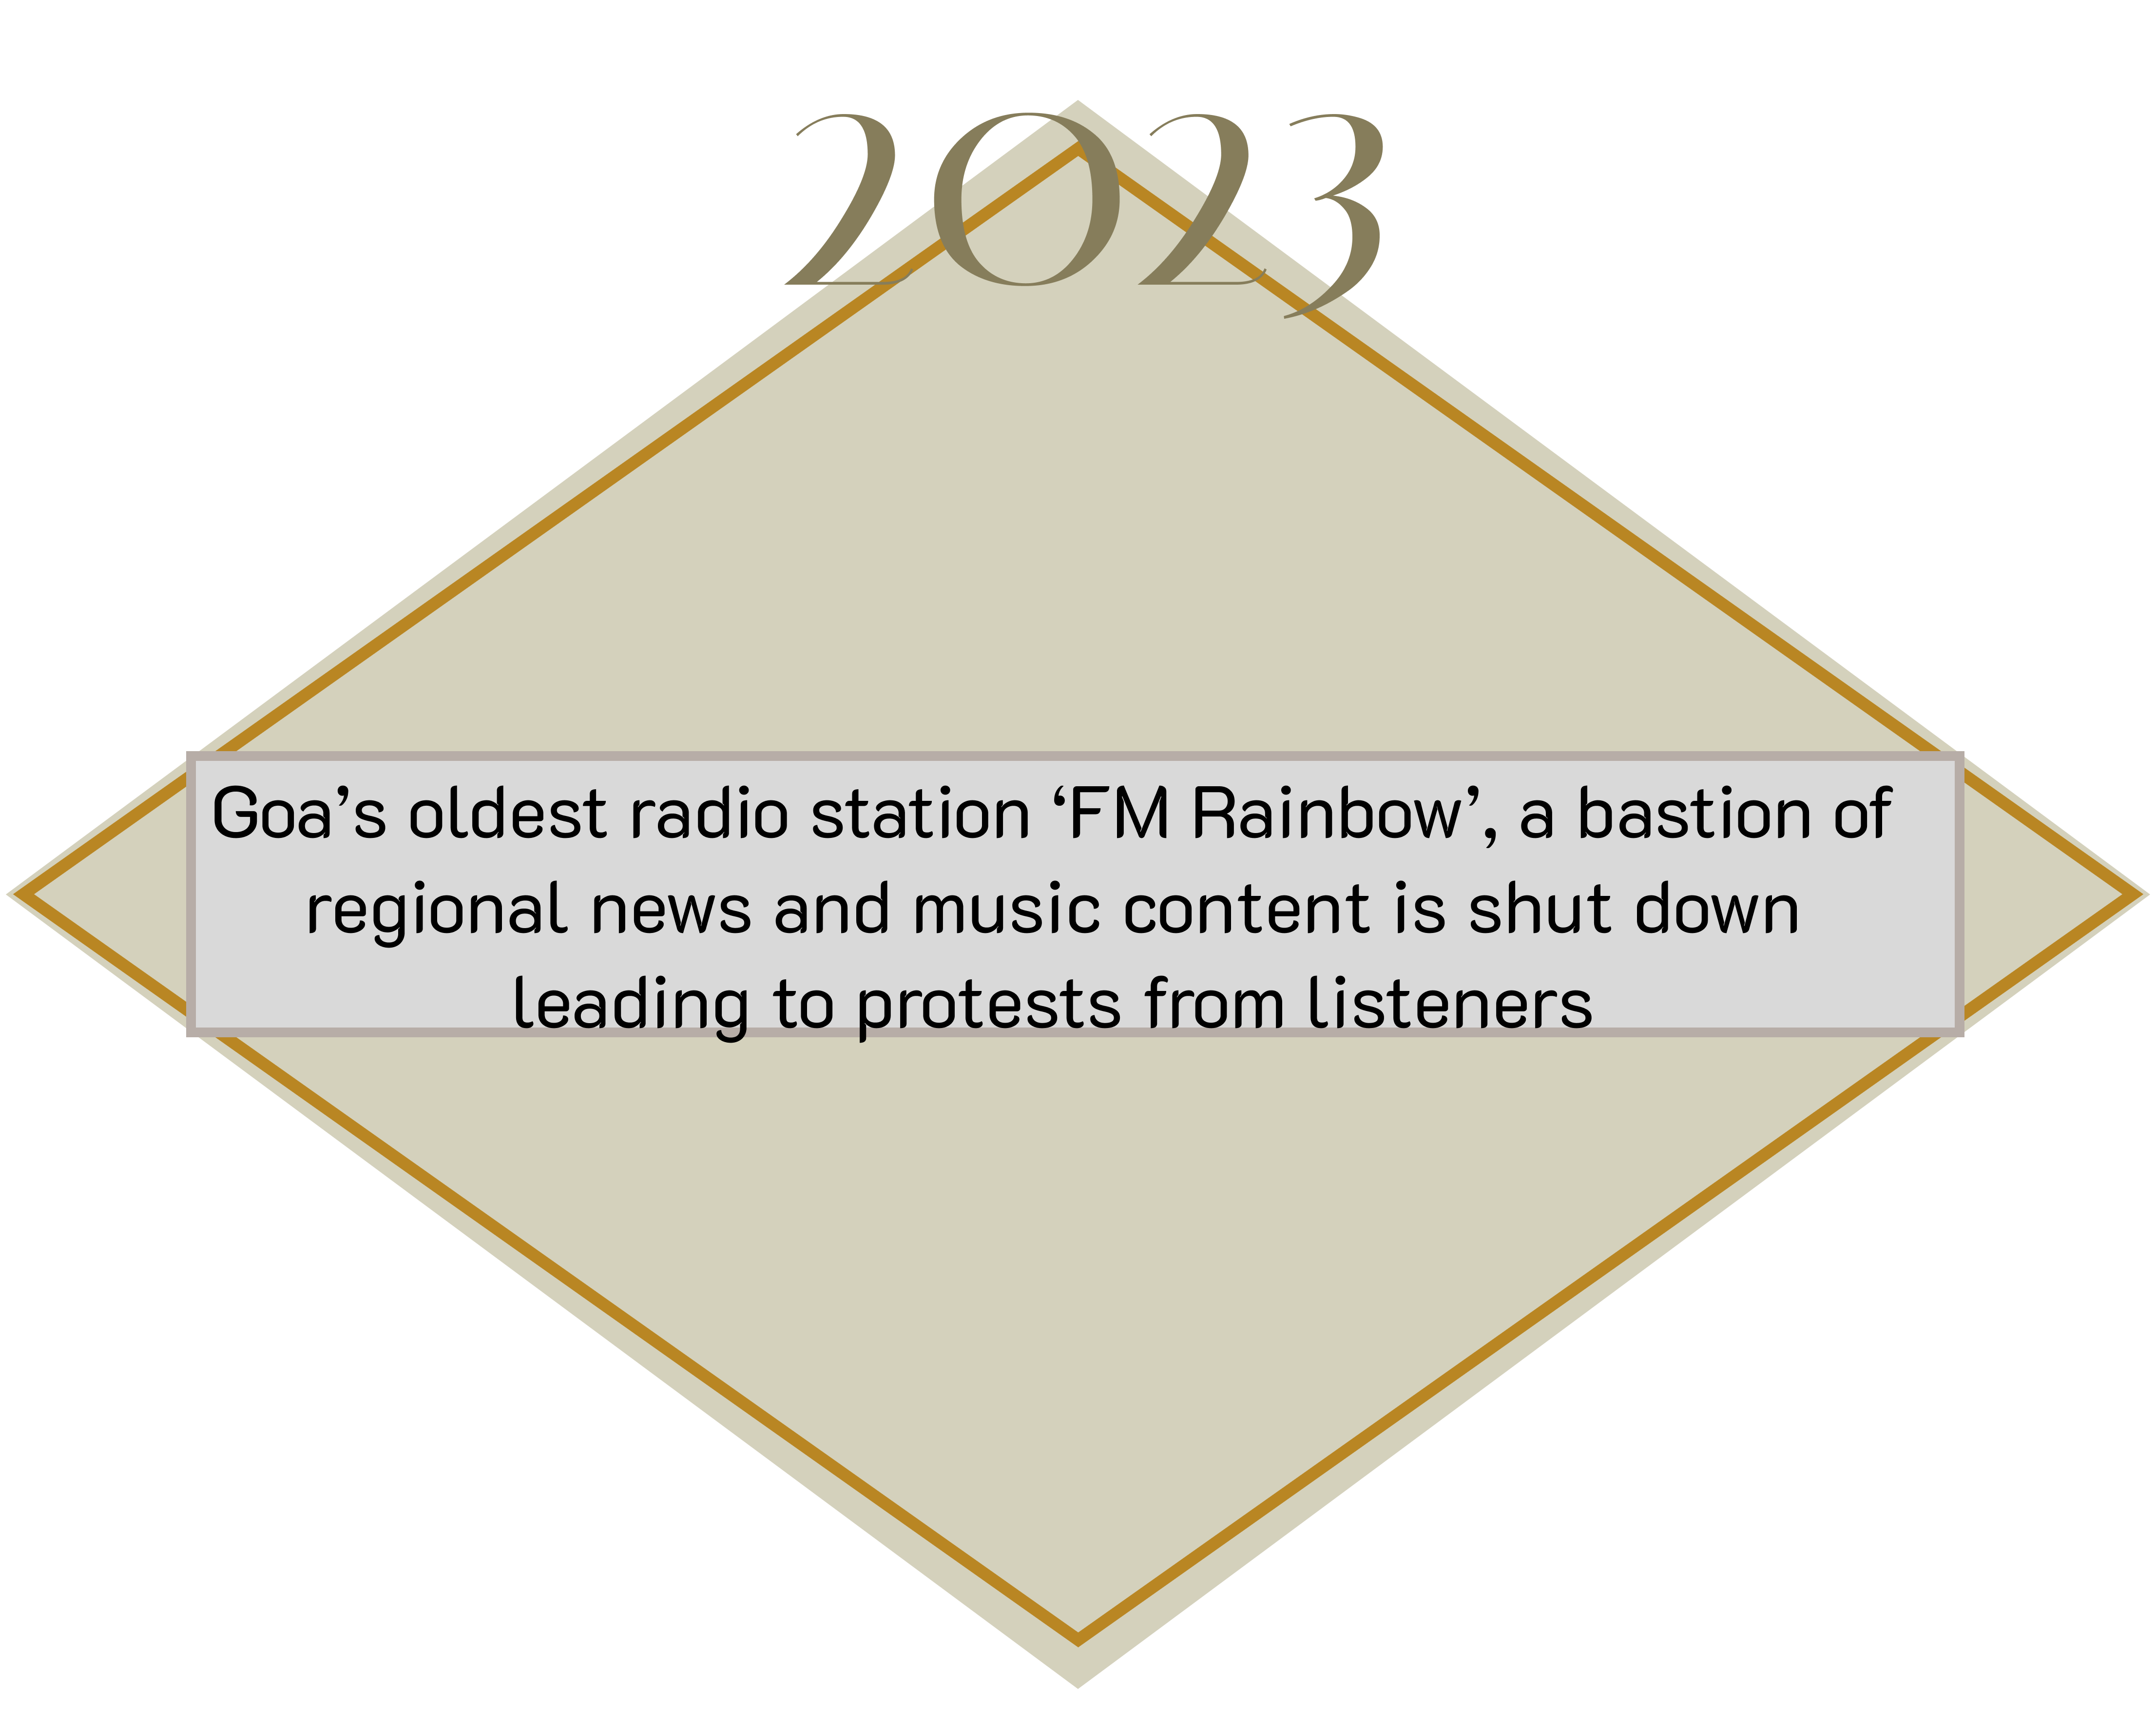 2023
Goa’s oldest radio station ‘FM Rainbow’, a bastion of
regional news and music content is shut down
leading to protests from listeners